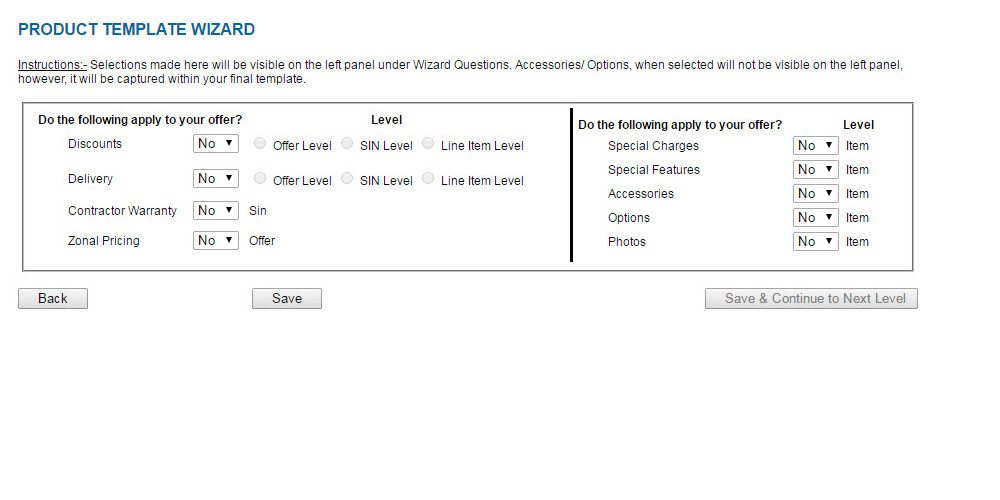 PRODUCT TEMPLATE WIZARD
Instructions:- Selections made here will be visible on the left panel under Wizard Questions. Accessories/ Options, when selected will not be visible on the left panel,
however, it will be captured within your final template.
Do the following apply to your offer? Level
Discounts No Offer Level SIN Level Line Item Level
Delivery No Offer Level SIN Level Line Item Level
Contractor Warranty No Sin
Zonal Pricing No Offer
Do the following apply to your offer? Level
Special Charges No Item
Special Features No Item
Accessories No Item
Options No Item
Photos No Item
Back Save Save & Continue to Next Level